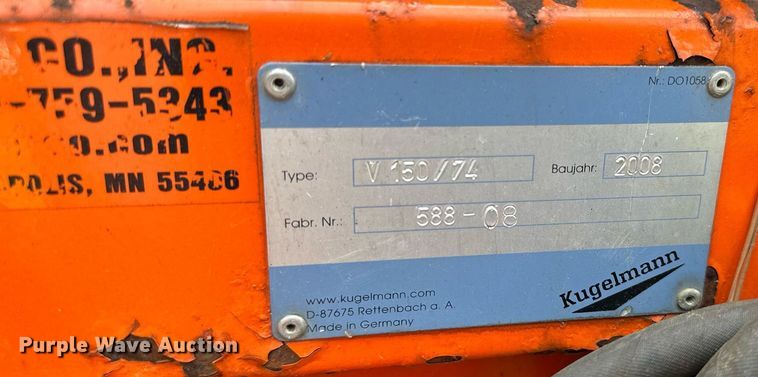 CO., INC.
-759-5343
.com
POLIS, MN 55406
Nr.: DO1058
Type: V 150/74 Baujahr: 2008
Fabr. Nr.: 588-08
www.kugelmann.com
D-87675 Rettenbach a. A.
Made in Germany
Kugelmann
Purple Wave Auction